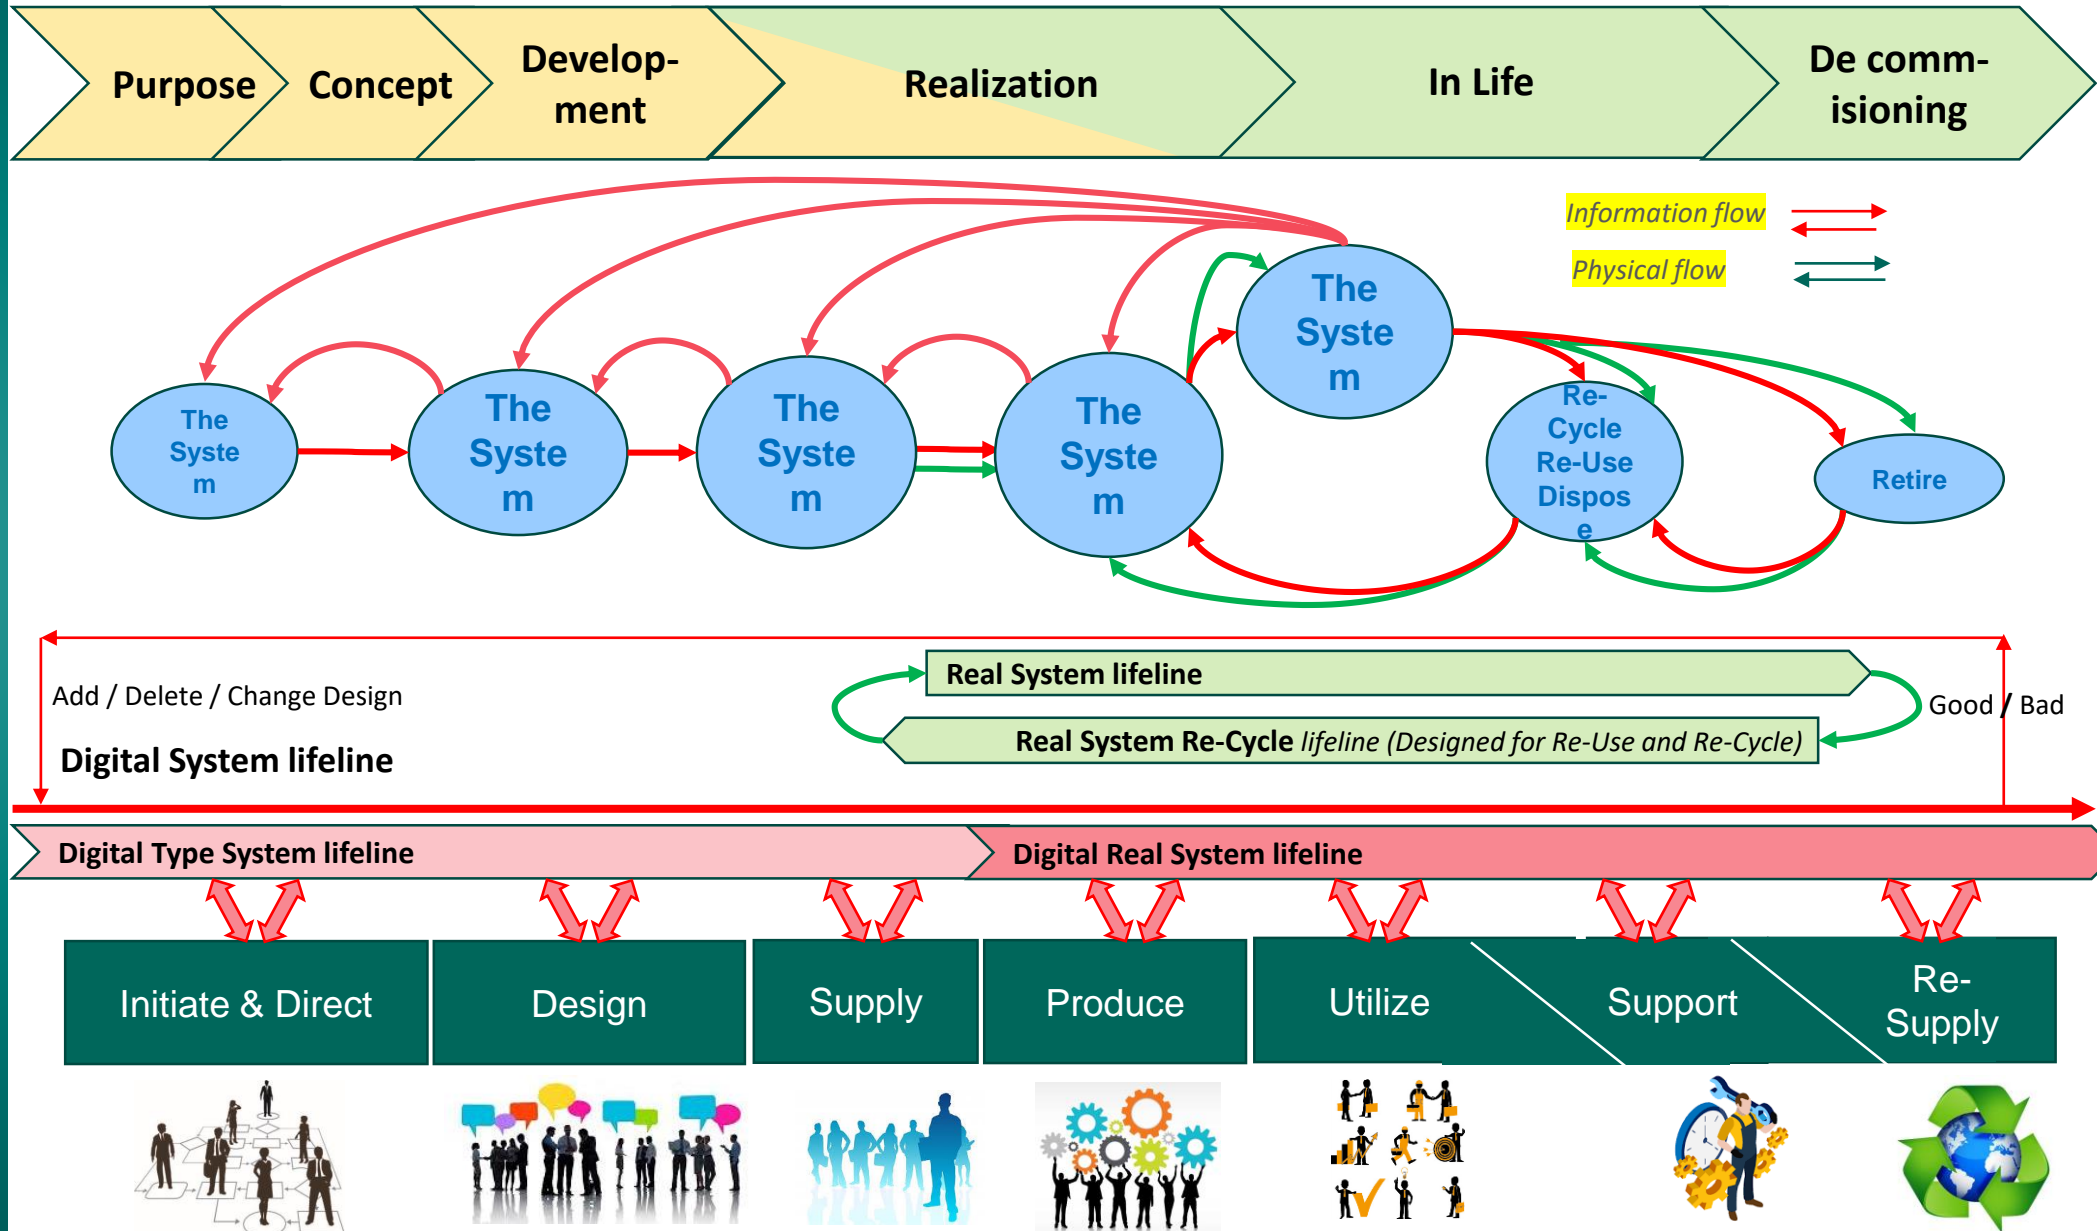 Purpose
Concept
Develop-
ment
Realization
In Life
De comm-
isioning
Information flow
Physical flow
The
Syste
m
The
Syste
m
The
Syste
m
The
Syste
m
The
Syste
m
Re-
Cycle
Re-Use
Dispos
e
Retire
Add / Delete / Change Design
Digital System lifeline
Real System lifeline
Real System Re-Cycle lifeline (Designed for Re-Use and Re-Cycle)
Good / Bad
Digital Type System lifeline
Digital Real System lifeline
Initiate & Direct
Design
Supply
Produce
Utilize
Support
Re-
Supply